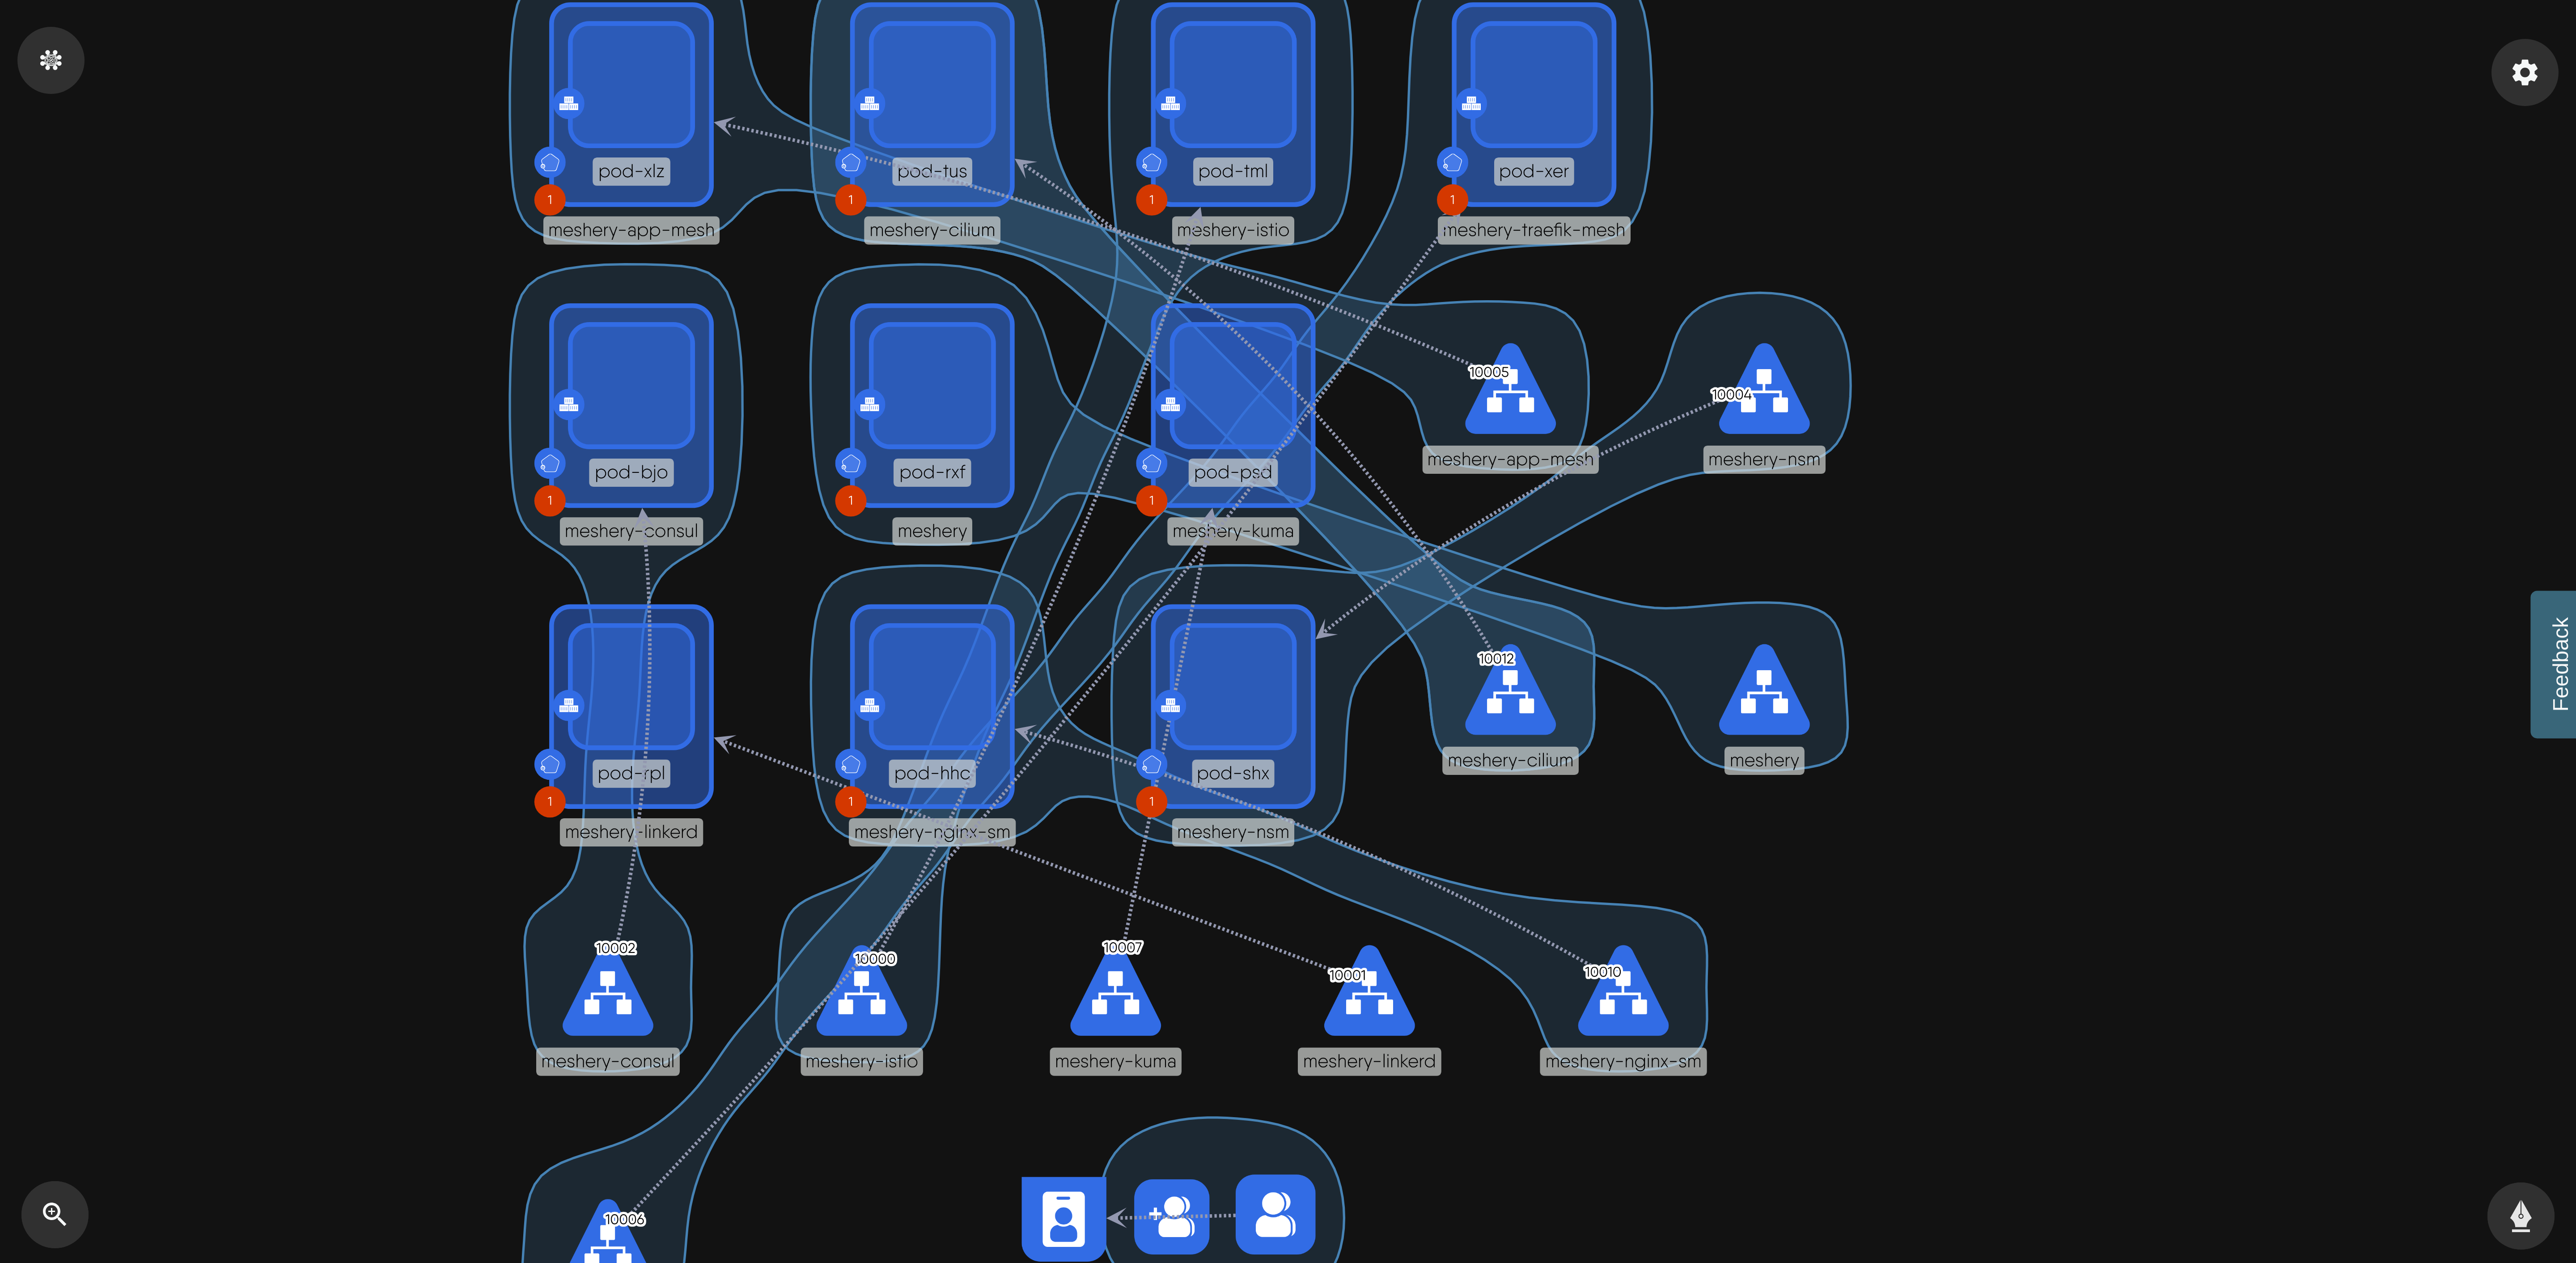 pod-xlz
pod-tus
pod-tml
pod-xer
1
1
1
1
meshery-app-mesh
meshery-cilium
meshery-istio
meshery-traefik-mesh
10005
10004
meshery-app-mesh
meshery-nsm
pod-bjo
pod-rxf
pod-psd
1
1
1
meshery-consul
meshery
meshery-kuma
Feedback
10012
meshery-cilium
meshery
pod-rpl
pod-hhc
pod-shx
1
1
1
meshery-linkerd
meshery-nginx-sm
meshery-nsm
10002
10000
10007
10001
10010
meshery-consul
meshery-istio
meshery-kuma
meshery-linkerd
meshery-nginx-sm
10006